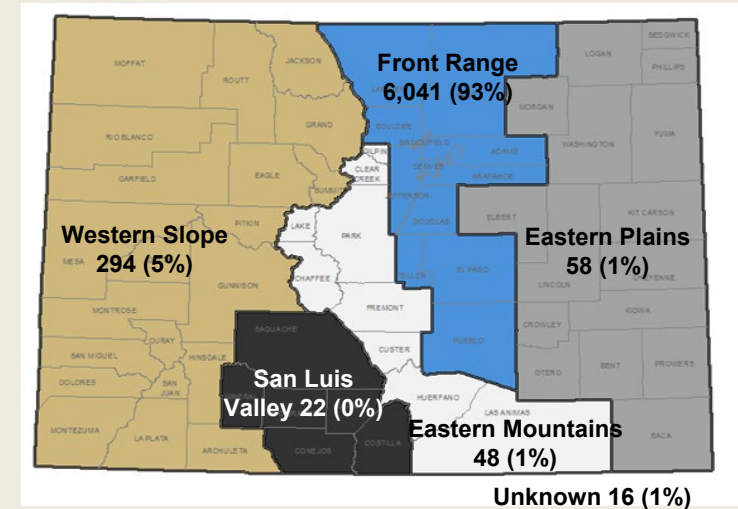 SEDGWICK
LOGAN
MOFFAT
JACKSON
PHILLIPS
ROUTT
Front Range
6,041 (93%)
LA
MORGAN
GRAND
BOULDER
RIO BLANCO
BROOMFIELD
WASHINGTON
YUMA
GILPIN
ADAMS
CLEAR
CREEK
DENVER
GARFIELD
ARAPAHOE
EAGLE
SUMMIT
JEFFERSON
DOUGLAS
ELBERT
KIT CARSON
PITKIN
LAKE
PARK
Western Slope
294 (5%)
Eastern Plains
58 (1%)
MESA
CHAFFEE
TELLER
EL PASO
LINCOLN
CHEYENNE
GUNNISON
MONTROSE
FREMONT
KIOWA
SAGUACHE
CROWLEY
OURAY
CUSTER
PUEBLO
SAN MIGUEL
HINSDALE
OTERO
BENT
PROWERS
DOLORES
SAN
JUAN
San Luis
Valley 22 (0%)
MINERAL
HUERFANO
LAS ANIMAS
MONTEZUMA
LA PLATA
ARCHULETA
CONEJOS
COSTILLA
BACA
Eastern Mountains
48 (1%)
Unknown 16 (1%)